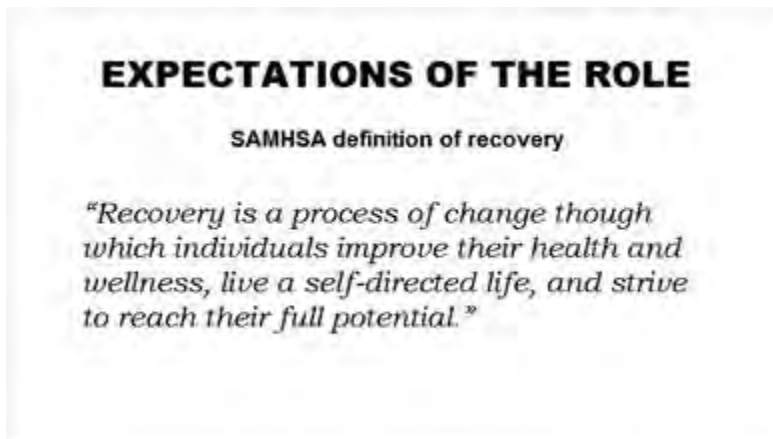 EXPECTATIONS OF THE ROLE
SAMHSA definition of recovery
“Recovery is a process of change though
which individuals improve their health and
wellness, live a self-directed life, and strive
to reach their full potential.”